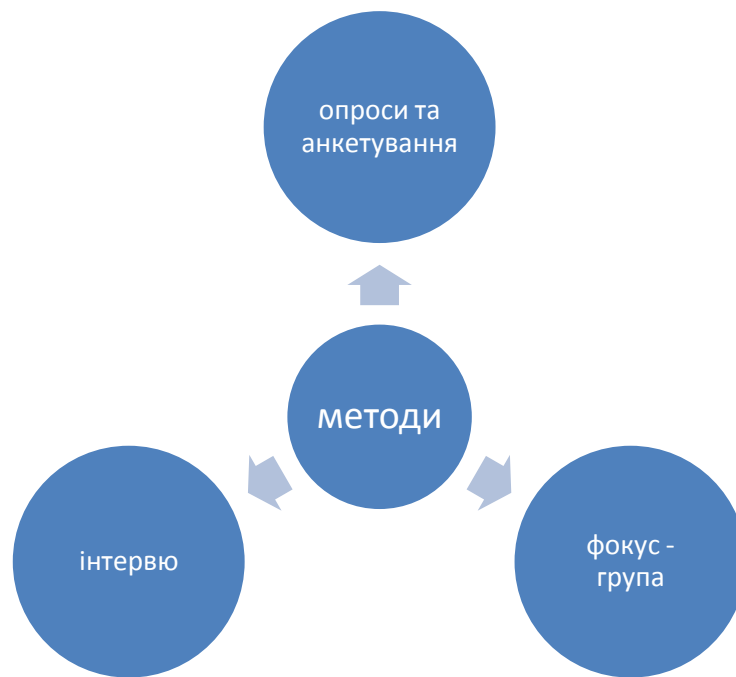 опроси та
анкетування
методи
інтервю
фокус -
група